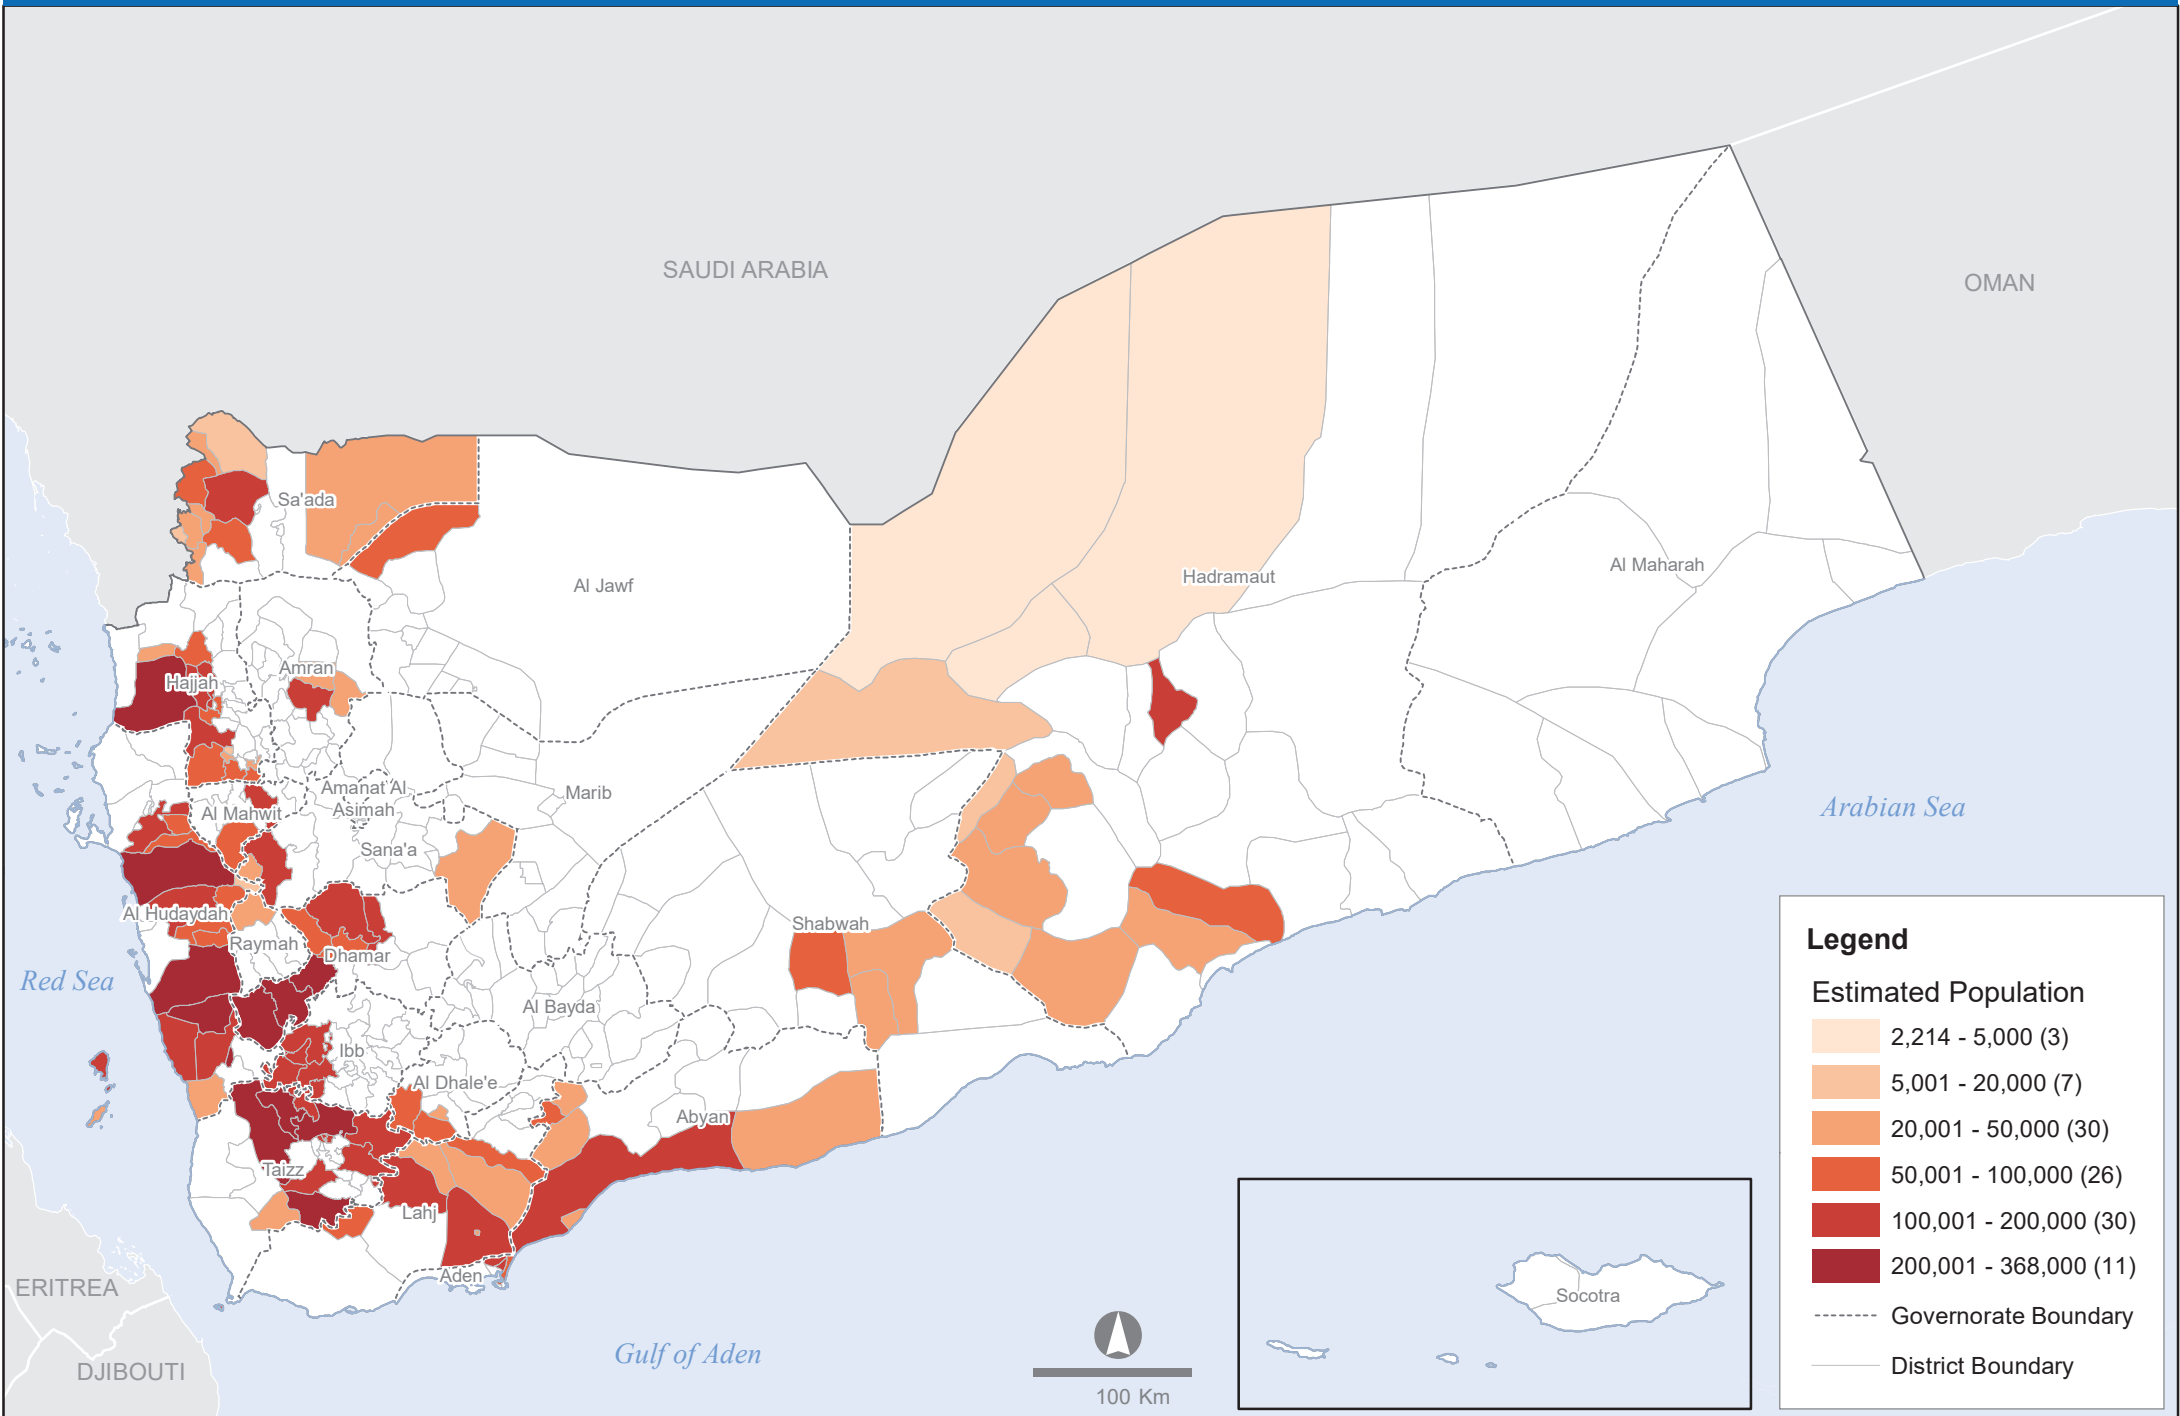 SAUDI ARABIA
OMAN
Sa'ada
Al Jawf
Hadramaut
Al Maharah
Amran
Hajjah
Amanat Al
Asimah
Marib
Al Mahwit
Arabian Sea
Sana'a
Al Hudaydah
Shabwah
Raymah
Dhamar
Red Sea
Al Bayda
Ibb
Al Dhale'e
Abyan
Taizz
Lahj
Aden
ERITREA
DJIBOUTI
Gulf of Aden
100 Km
Socotra
Legend
Estimated Population
2,214 - 5,000 (3)
5,001 - 20,000 (7)
20,001 - 50,000 (30)
50,001 - 100,000 (26)
100,001 - 200,000 (30)
200,001 - 368,000 (11)
Governorate Boundary
District Boundary